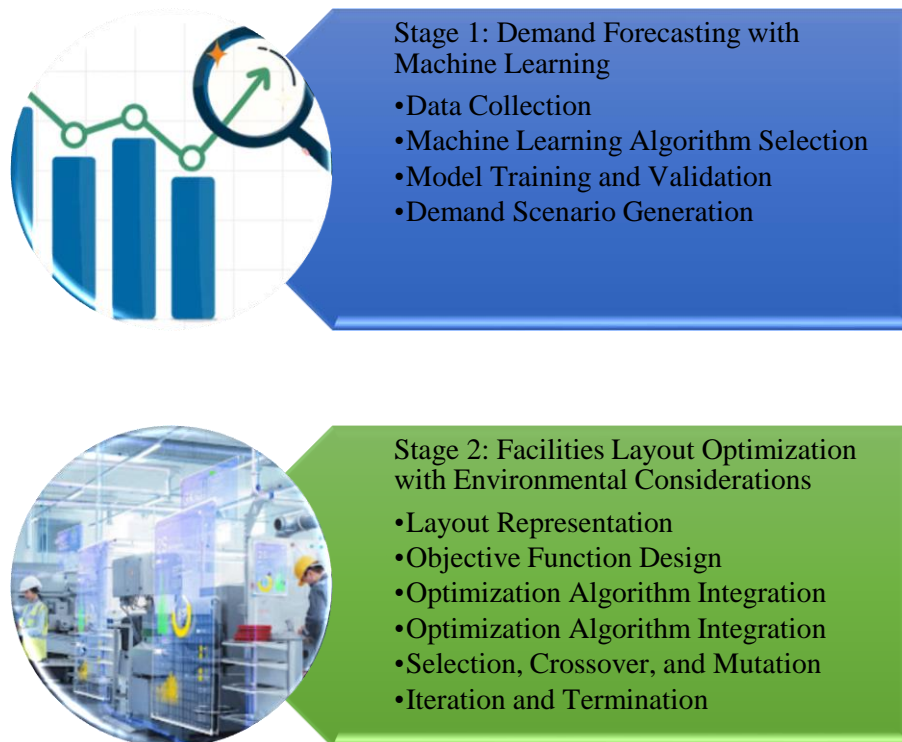 Stage 1: Demand Forecasting with
Machine Learning
•Data Collection
•Machine Learning Algorithm Selection
•Model Training and Validation
•Demand Scenario Generation
Stage 2: Facilities Layout Optimization
with Environmental Considerations
•Layout Representation
•Objective Function Design
•Optimization Algorithm Integration
•Optimization Algorithm Integration
•Selection, Crossover, and Mutation
•Iteration and Termination